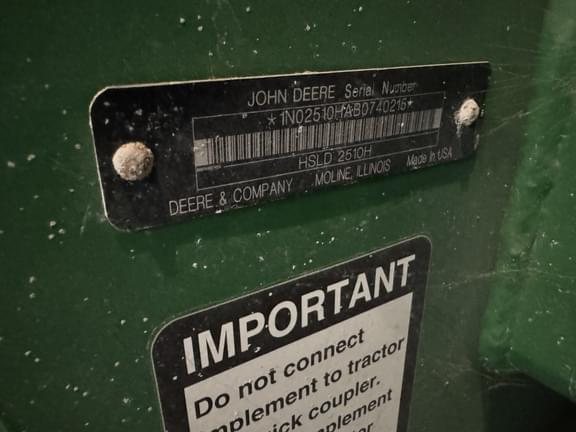 JOHN DEERE Serial Number
*1N02510HAB0740215*
HSLD 2510H
DEERE & COMPANY MOLINE, ILLINOIS Made In USA
IMPORTANT
Do not connect
mplement to tractor
ick coupler.
plement